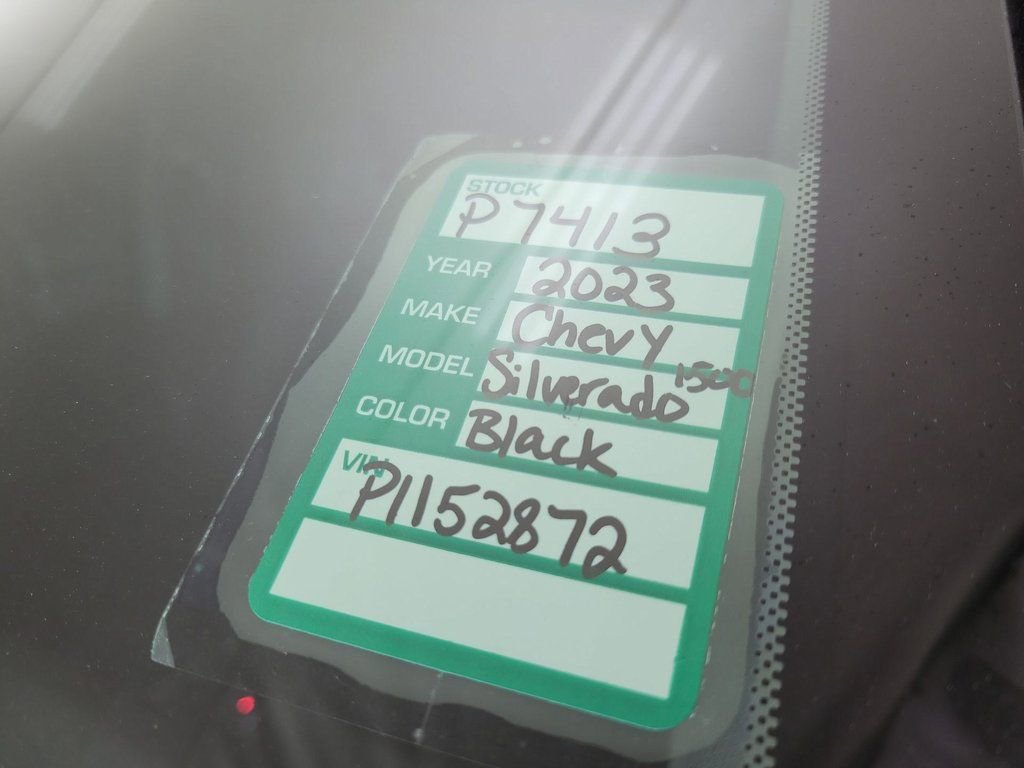 STOCK
P7413
YEAR 2023
MAKE Chevy
MODEL Silverado 1500
COLOR Black
VIN
P1152872